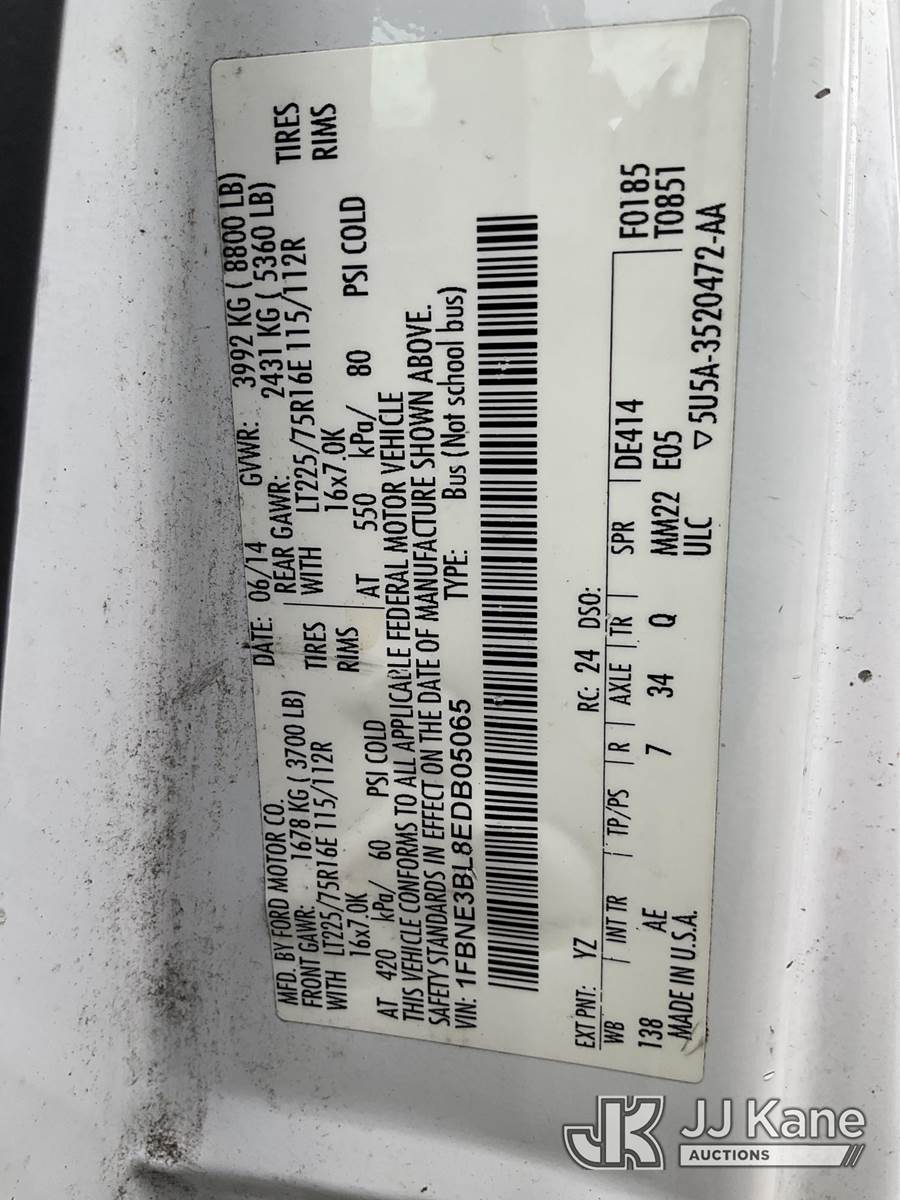 MFD. BY FORD MOTOR CO. DATE: 06/14 GVWR: 3992 KG ( 8800 LB)
FRONT GAWR: 1678 KG ( 3700 LB) REAR GAWR: 2431 KG ( 5360 LB)
WITH LT225/75R16E 115/112R TIRES WITH LT225/75R16E 115/112R TIRES
16x7.0K RIMS 16x7.0K RIMS
AT 420 kPa/ 60 PSI COLD AT 550 kPa/ 80 PSI COLD
THIS VEHICLE CONFORMS TO ALL APPLICABLE FEDERAL MOTOR VEHICLE
SAFETY STANDARDS IN EFFECT ON THE DATE OF MANUFACTURE SHOWN ABOVE.
VIN: 1FBNE3BL8EDB05065 TYPE: Bus (Not school bus)
EXT PNT: YZ RC: 24 DSO:
WB INT TR TP/PS R AXLE TR SPR DE414 F0185
138 AE 7 34 Q MM22 E05 T0851
MADE IN U.S.A. ULC ▽5U5A-3520472-AA
JK JJ Kane
AUCTIONS